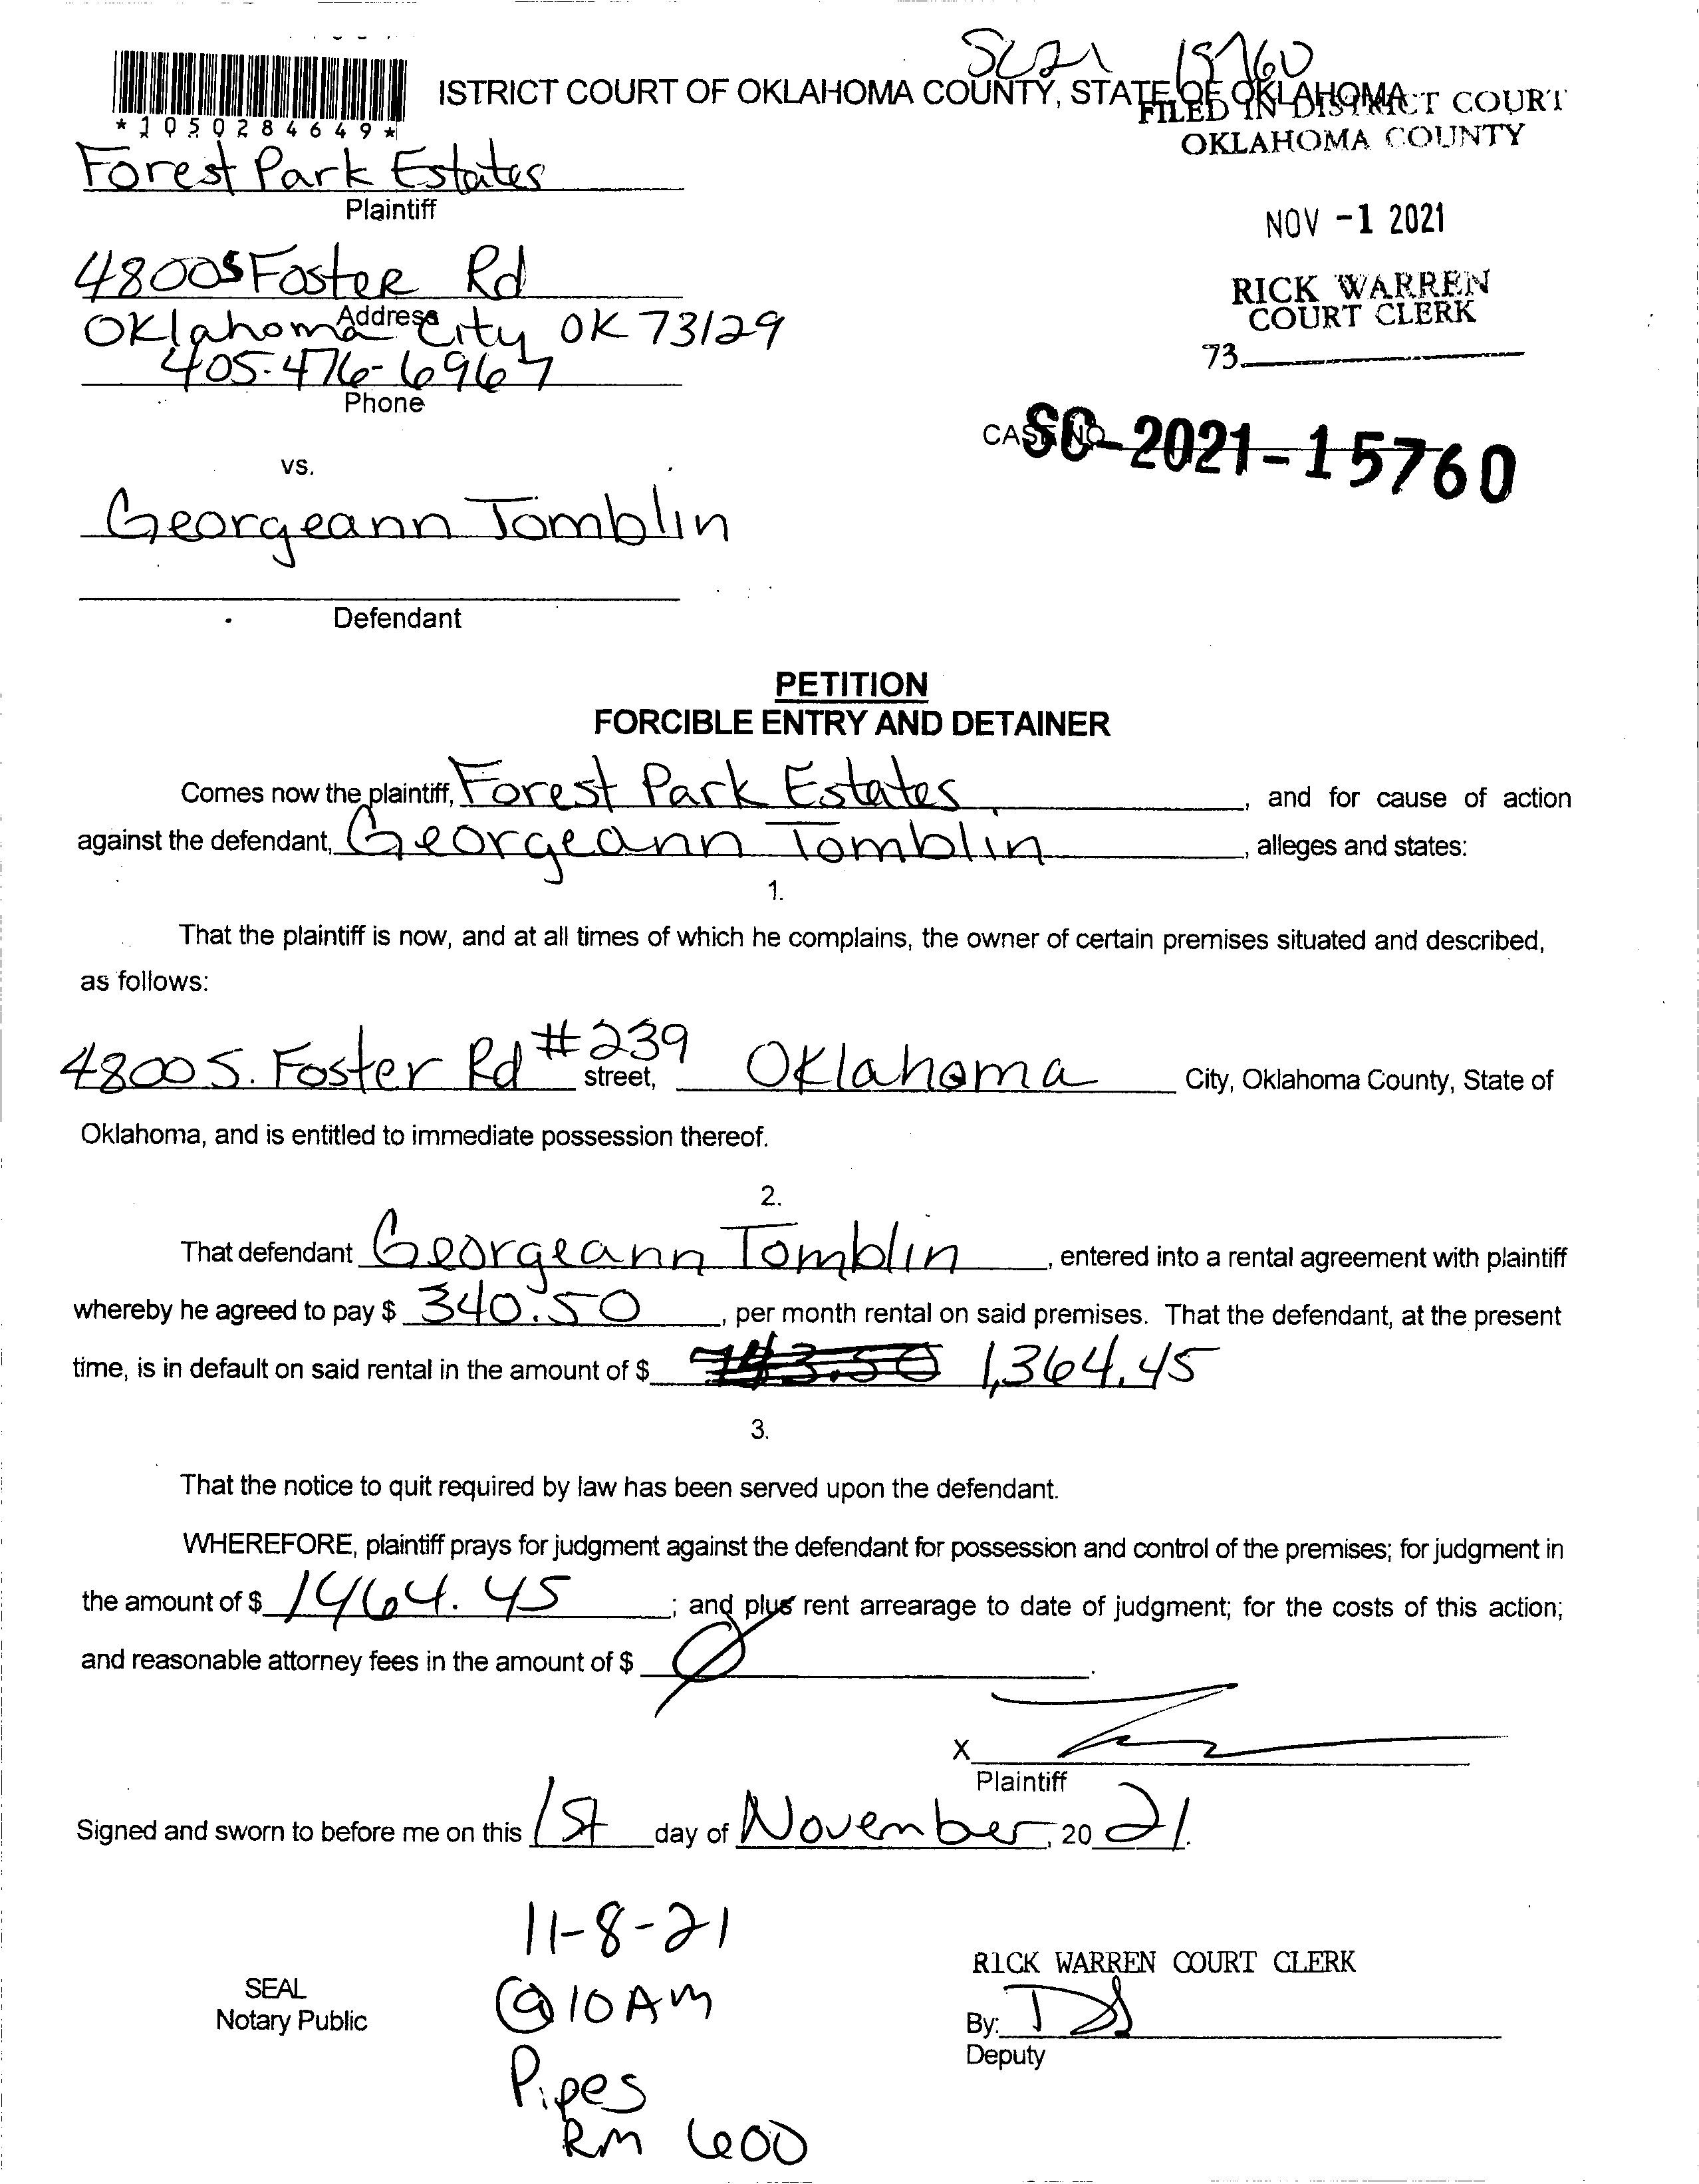 SC21 15760
ISTRICT COURT OF OKLAHOMA COUNTY, STATE OF OKLAHOMA
FILED IN DISTRICT COURT
OKLAHOMA COUNTY
*1050284649*
Forest Park Estates
Plaintiff
NOV -1 2021
4800 S Foster Rd
Address
RICK WARREN
COURT CLERK
Oklahoma City OK 73129
73
405-476-6967
Phone
CASE NO. SC-2021-15760
vs.
Georgeann Tomblin
Defendant
PETITION
FORCIBLE ENTRY AND DETAINER
Comes now the plaintiff, Forest Park Estates, and for cause of action
against the defendant, Georgeann Tomblin, alleges and states:
1.
That the plaintiff is now, and at all times of which he complains, the owner of certain premises situated and described,
as follows:
4800 S. Foster Rd #239 street, Oklahoma City, Oklahoma County, State of
Oklahoma, and is entitled to immediate possession thereof.
2.
That defendant Georgeann Tomblin, entered into a rental agreement with plaintiff
whereby he agreed to pay $ 340.50, per month rental on said premises. That the defendant, at the present
time, is in default on said rental in the amount of $ 1,364.45
3.
That the notice to quit required by law has been served upon the defendant.
WHEREFORE, plaintiff prays for judgment against the defendant for possession and control of the premises; for judgment in
the amount of $ 1464.45; and plus rent arrearage to date of judgment; for the costs of this action;
and reasonable attorney fees in the amount of $ Ø.
X
Plaintiff
Signed and sworn to before me on this 1st day of November, 2021.
11-8-21
@ 10 AM
Pipes
RM 600
SEAL
Notary Public
RICK WARREN COURT CLERK
By: DS
Deputy